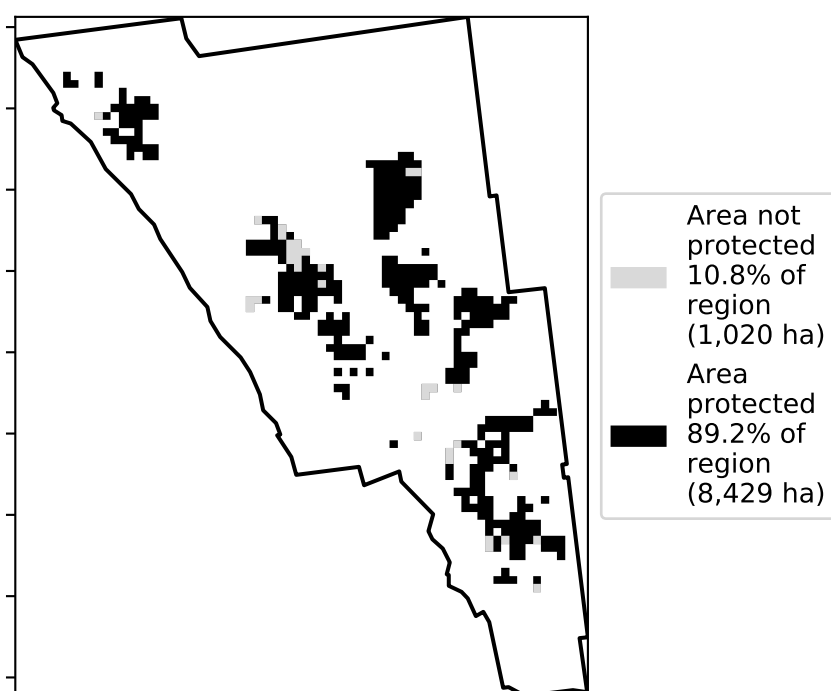 Area not
protected
10.8% of
region
(1,020 ha)
Area
protected
89.2% of
region
(8,429 ha)